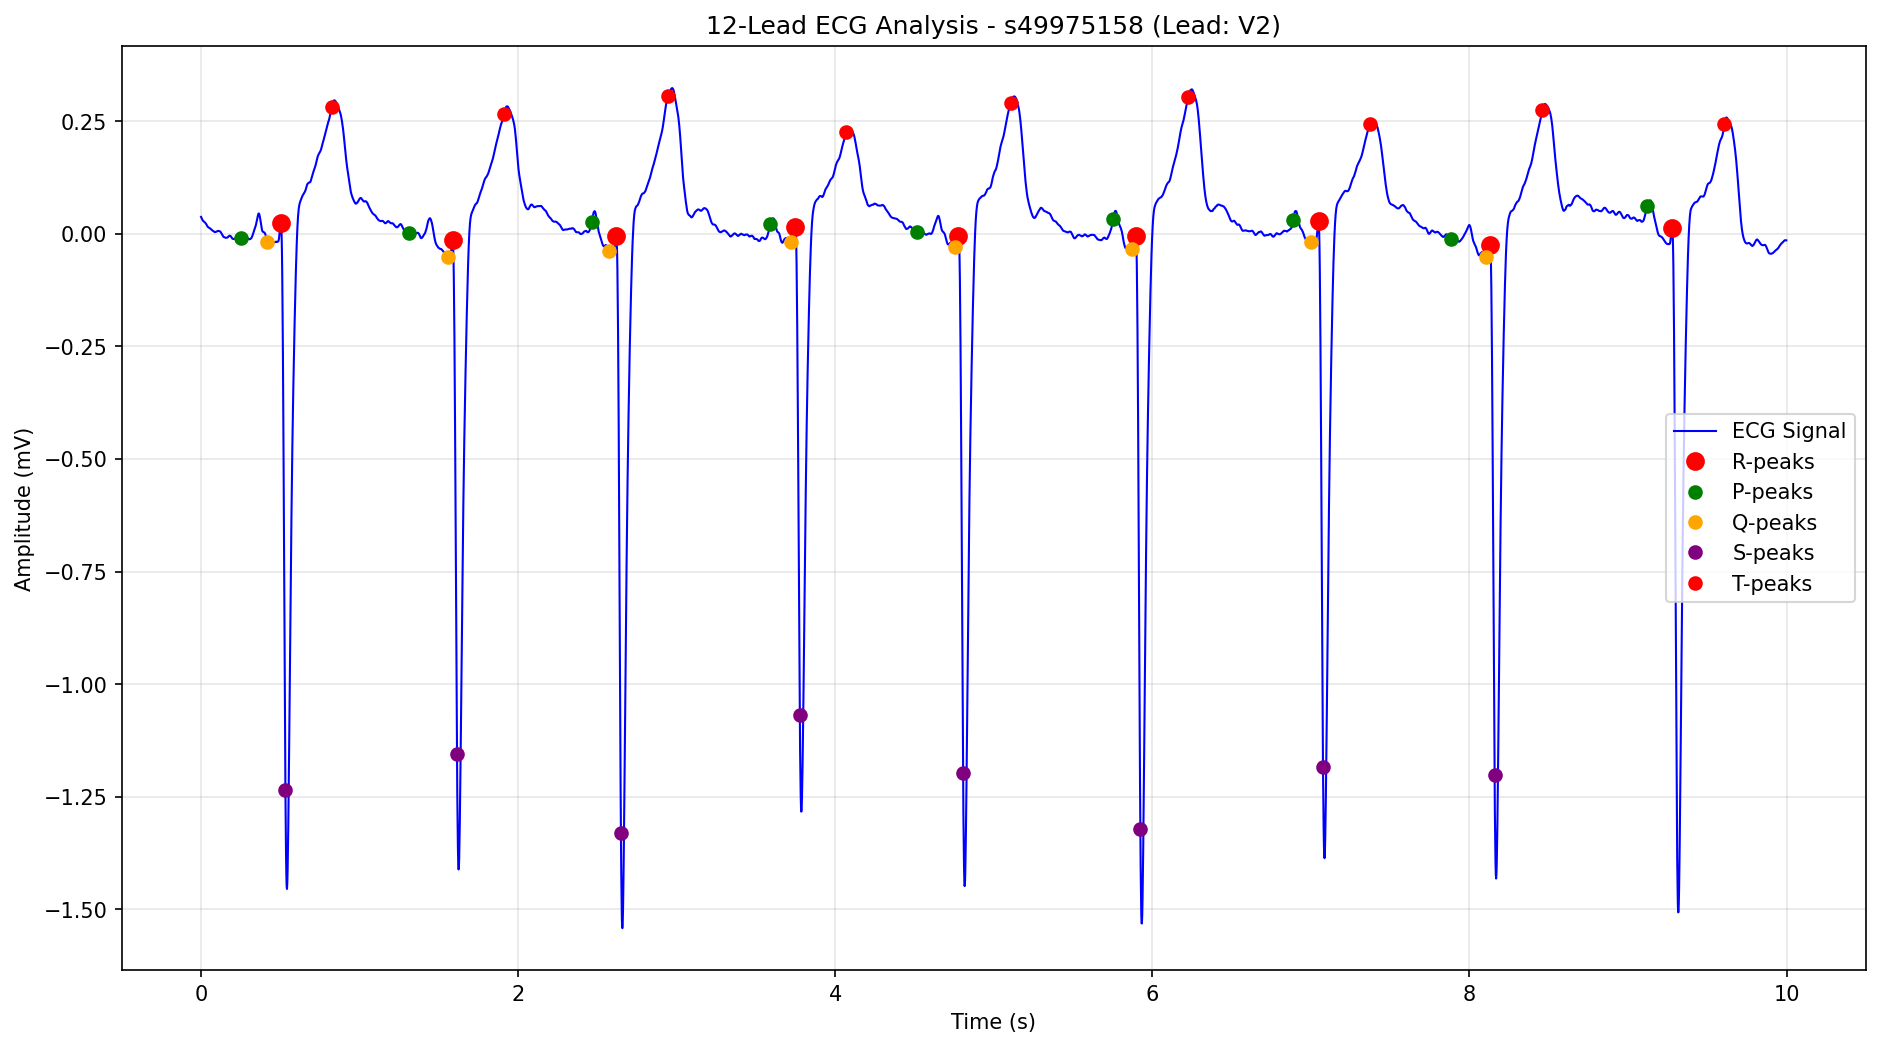 12-Lead ECG Analysis - s49975158 (Lead: V2)
Amplitude (mV)
0.25
0.00
−0.25
−0.50
−0.75
−1.00
−1.25
−1.50
ECG Signal
R-peaks
P-peaks
Q-peaks
S-peaks
T-peaks
0 2 4 6 8 10
Time (s)